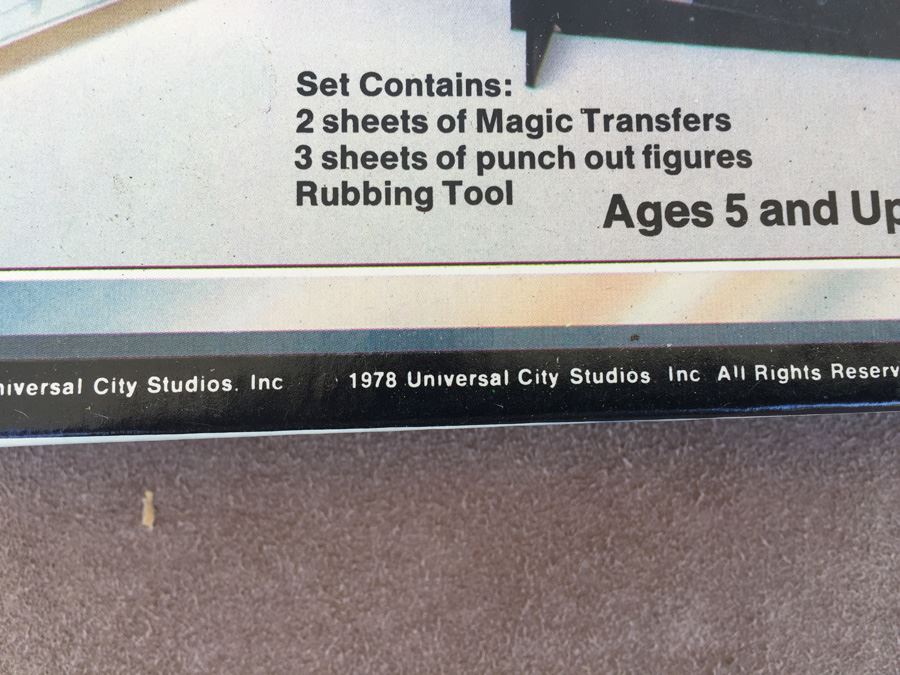 Set Contains:
2 sheets of Magic Transfers
3 sheets of punch out figures
Rubbing Tool
Ages 5 and Up
niversal City Studios, Inc 1978 Universal City Studios Inc All Rights Reserv